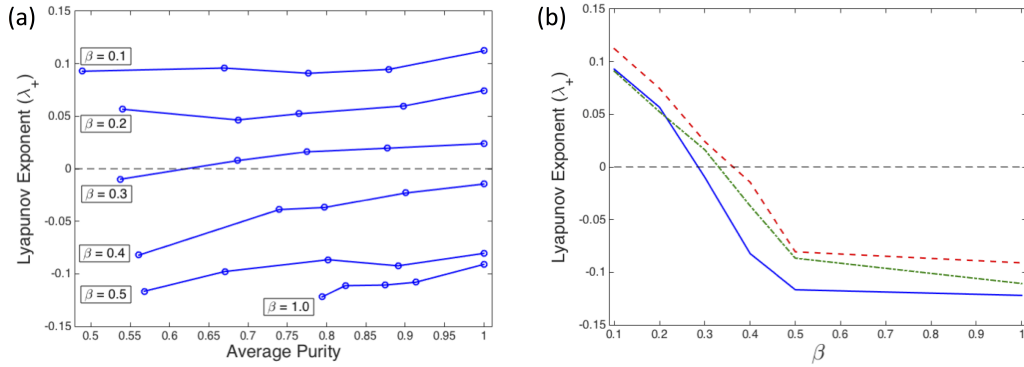 (a)
0.15
0.1
0.05
0
-0.05
-0.1
-0.15
Lyapunov Exponent (λ+)
β = 0.1
β = 0.2
β = 0.3
β = 0.4
β = 0.5
β = 1.0
0.5 0.55 0.6 0.65 0.7 0.75 0.8 0.85 0.9 0.95 1
Average Purity
(b)
0.15
0.1
0.05
0
-0.05
-0.1
-0.15
Lyapunov Exponent (λ+)
0.1 0.2 0.3 0.4 0.5 0.6 0.7 0.8 0.9 1
β